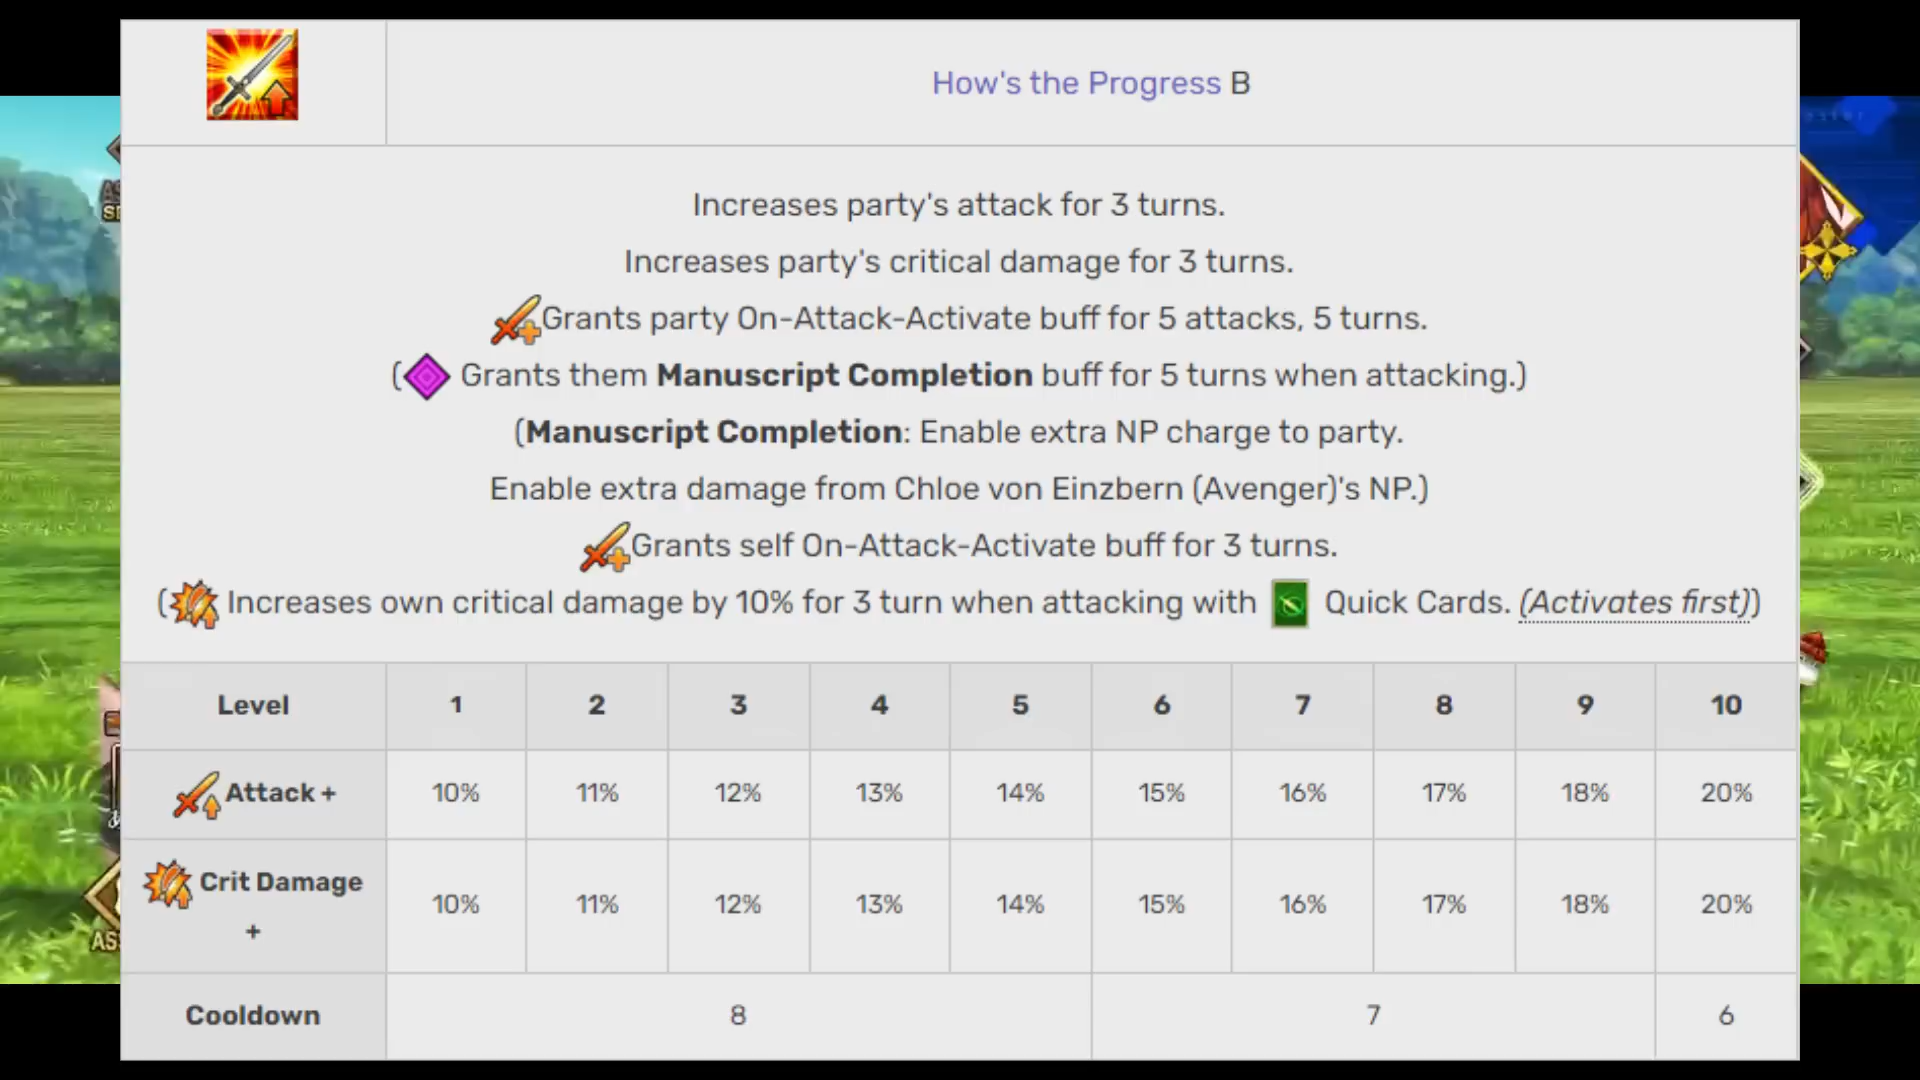 How's the Progress B
Increases party's attack for 3 turns.
Increases party's critical damage for 3 turns.
Grants party On-Attack-Activate buff for 5 attacks, 5 turns.
( Grants them Manuscript Completion buff for 5 turns when attacking.)
(Manuscript Completion: Enable extra NP charge to party.
Enable extra damage from Chloe von Einzbern (Avenger)'s NP.)
Grants self On-Attack-Activate buff for 3 turns.
( Increases own critical damage by 10% for 3 turn when attacking with Quick Cards. (Activates first))
Level 1 2 3 4 5 6 7 8 9 10
Attack + 10% 11% 12% 13% 14% 15% 16% 17% 18% 20%
Crit Damage
+ 10% 11% 12% 13% 14% 15% 16% 17% 18% 20%
Cooldown 8 7 6